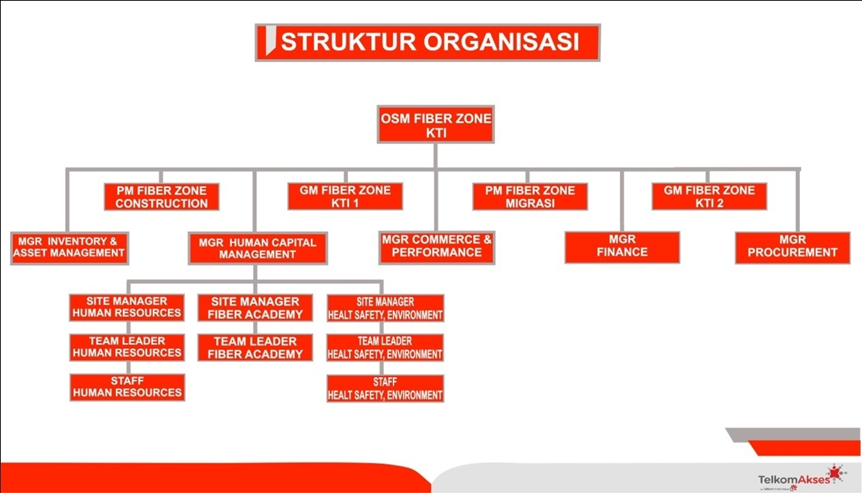 STRUKTUR ORGANISASI
OSM FIBER ZONE
KTI
PM FIBER ZONE
CONSTRUCTION
GM FIBER ZONE
KTI 1
PM FIBER ZONE
MIGRASI
GM FIBER ZONE
KTI 2
MGR INVENTORY &
ASSET MANAGEMENT
MGR HUMAN CAPITAL
MANAGEMENT
MGR COMMERCE &
PERFORMANCE
MGR
FINANCE
MGR
PROCUREMENT
SITE MANAGER
HUMAN RESOURCES
SITE MANAGER
FIBER ACADEMY
SITE MANAGER
HEALT SAFETY, ENVIRONMENT
TEAM LEADER
HUMAN RESOURCES
TEAM LEADER
FIBER ACADEMY
TEAM LEADER
HEALT SAFETY, ENVIRONMENT
STAFF
HUMAN RESOURCES
STAFF
HEALT SAFETY, ENVIRONMENT
TelkomAkses